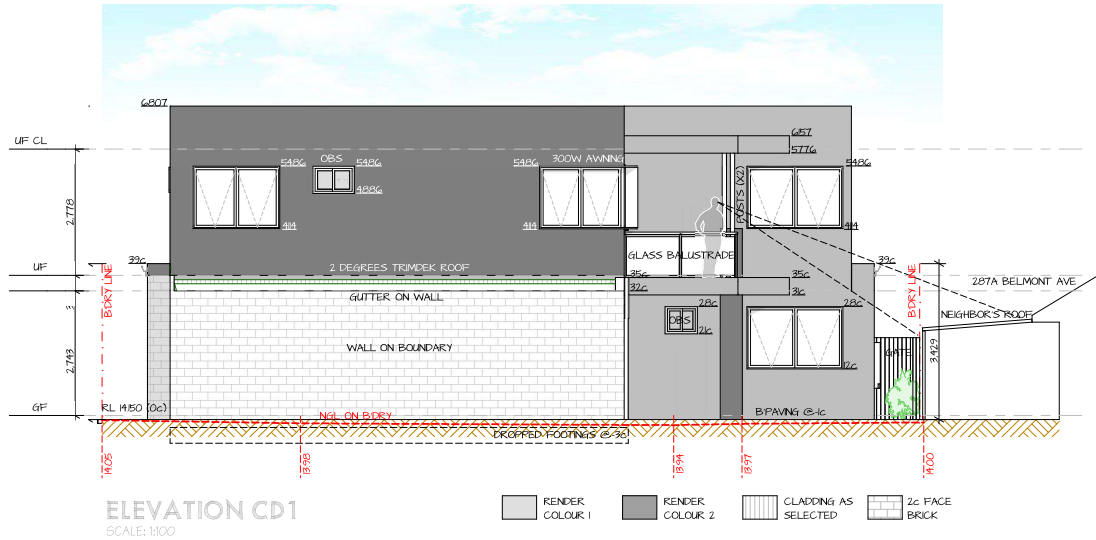 6807
UF CL
657
5776
5486
OBS
5486
5486
300W AWNING
5486
4886
POSTS (X2)
2,778
4114
4114
4114
GLASS BALUSTRADE
39c
39c
UF
2 DEGREES TRIMDEK ROOF
35c
35c
B'DRY LINE
B'DRY LINE
287A BELMONT AVE
GUTTER ON WALL
32c
31c
28c
28c
NEIGHBOR'S ROOF
OBS
21c
WALL ON BOUNDARY
GATE
3,429
2,743
12c
GF
RL 14.150 (0c)
NGL ON B'DRY
B'PAVING @-1c
DROPPED FOOTINGS @-3c
14.05
13.98
13.94
13.97
14.00
ELEVATION CD1
SCALE: 1:100
RENDER
COLOUR 1
RENDER
COLOUR 2
CLADDING AS
SELECTED
2c FACE
BRICK